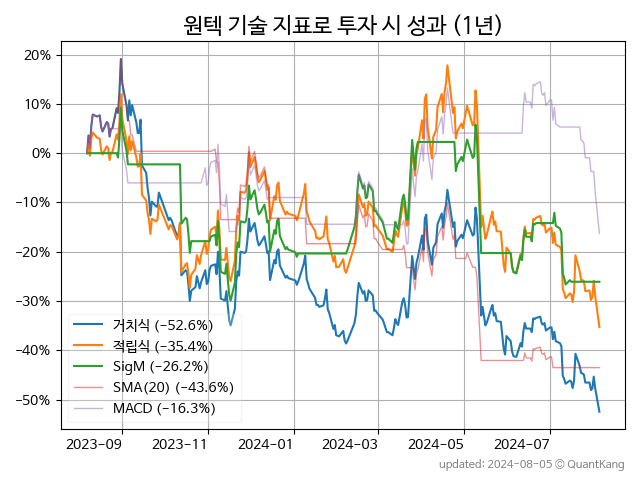 원텍 기술 지표로 투자 시 성과 (1년)
20%
10%
0%
−10%
−20%
−30%
−40%
−50%
거치식 (−52.6%)
적립식 (−35.4%)
SigM (−26.2%)
SMA(20) (−43.6%)
MACD (−16.3%)
2023-09
2023-11
2024-01
2024-03
2024-05
2024-07
updated: 2024-08-05 © QuantKang